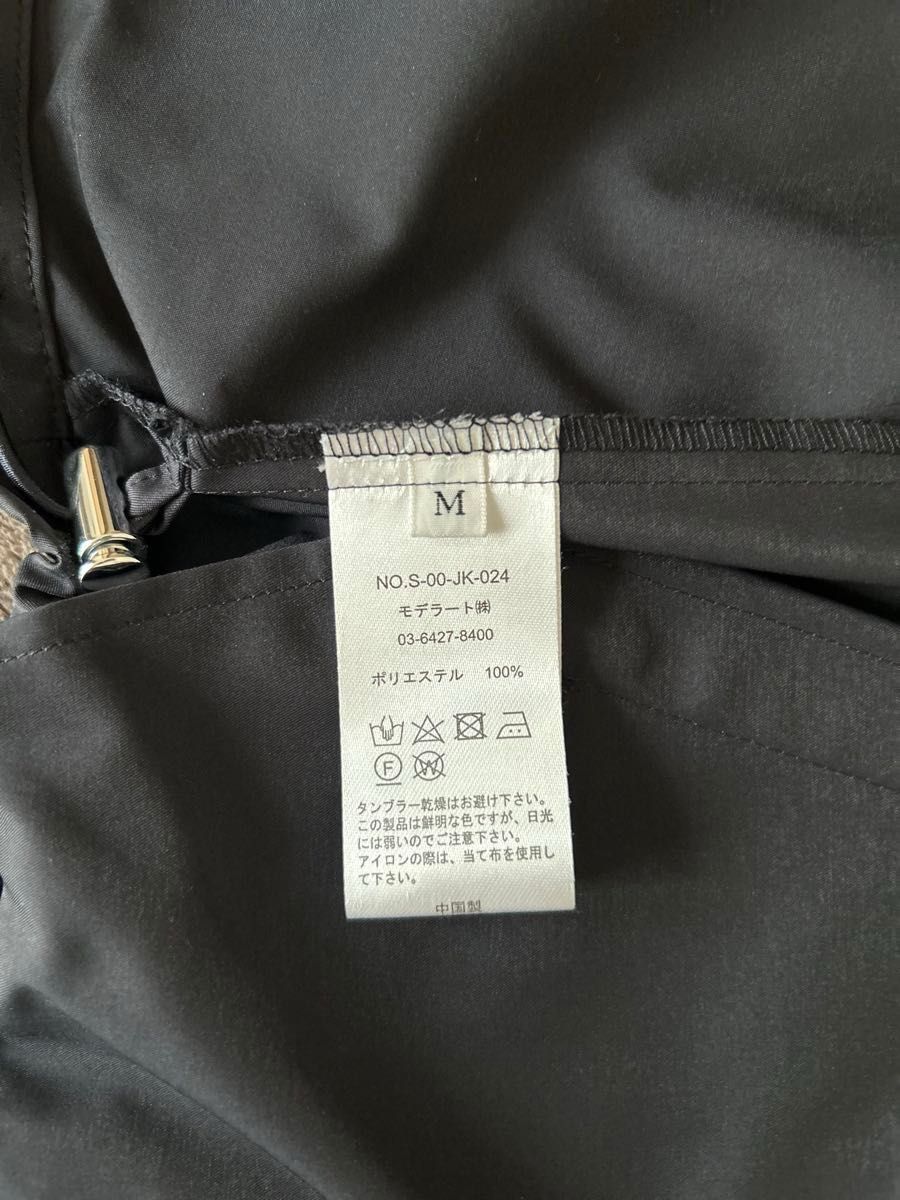 M
NO.S-00-JK-024
モデラート㈱
03-6427-8400
ポリエステル 100%
F
W
タンブラー乾燥はお避け下さい。
この製品は鮮明な色ですが、日光
には弱いのでご注意下さい。
アイロンの際は、当て布を使用し
て下さい。
中国製